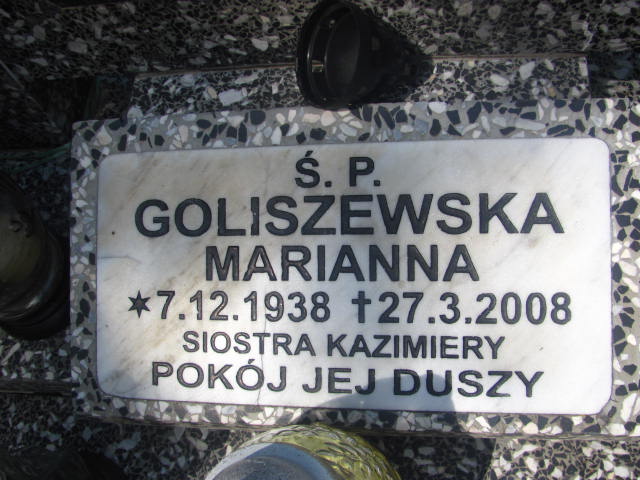 Ś. P.
GOLISZEWSKA
MARIANNA
✶7.12.1938 †27.3.2008
SIOSTRA KAZIMIERY
POKÓJ JEJ DUSZY